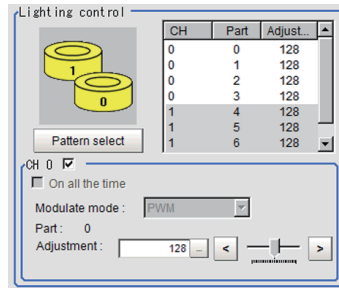 Lighting control
CH Part Adjust...
0 0 128
0 1 128
0 2 128
0 3 128
1 4 128
1 5 128
1 6 128
1
0
Pattern select
CH 0
On all the time
Modulate mode : PWM
Part : 0
Adjustment : 128 ... < >